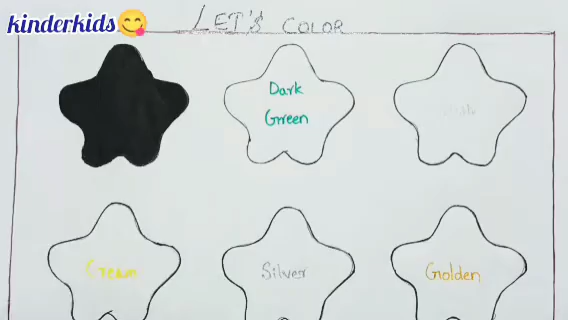 kinderkids
LET'S COLOR
Dark
Green
Cream
Silver
Golden